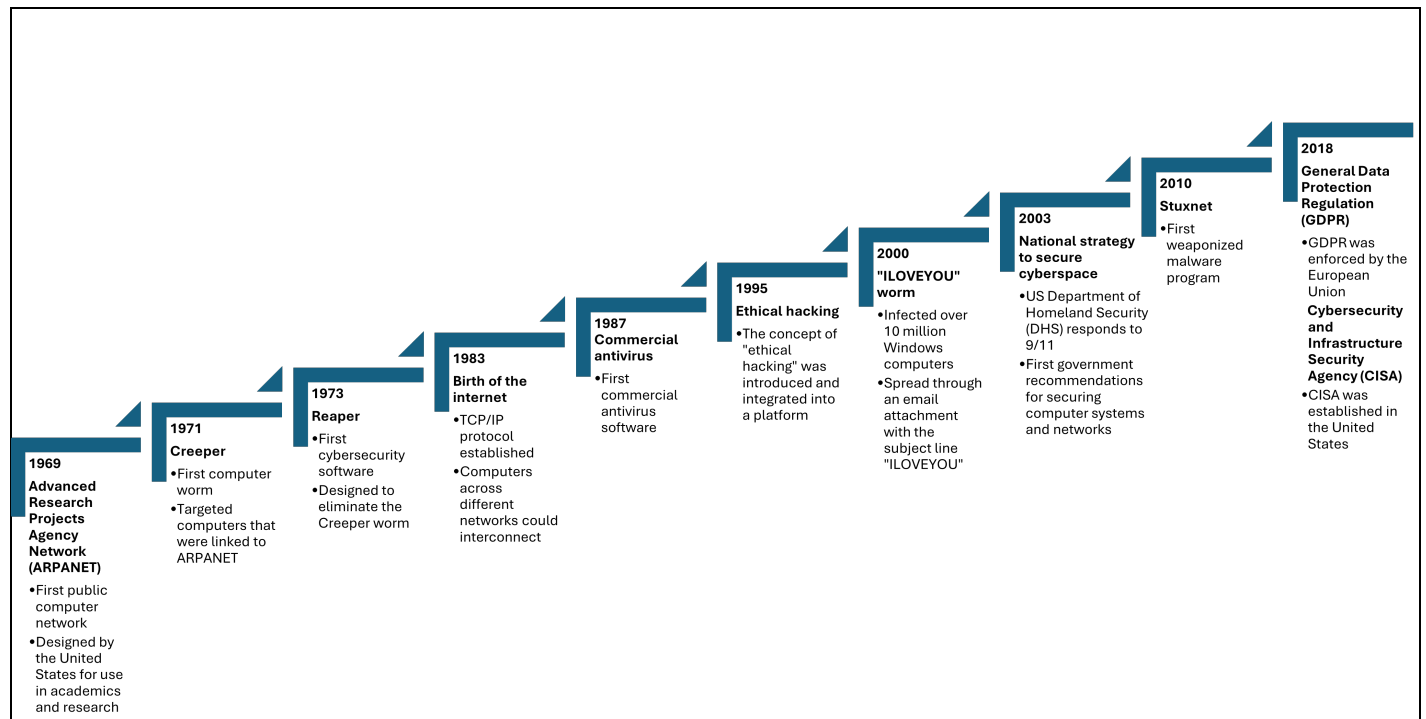 1969
Advanced
Research
Projects
Agency
Network
(ARPANET)
•First public
computer
network
•Designed by
the United
States for use
in academics
and research
1971
Creeper
•First computer
worm
•Targeted
computers that
were linked to
ARPANET
1973
Reaper
•First
cybersecurity
software
•Designed to
eliminate the
Creeper worm
1983
Birth of the
internet
•TCP/IP
protocol
established
•Computers
across
different
networks could
interconnect
1987
Commercial
antivirus
•First
commercial
antivirus
software
1995
Ethical hacking
•The concept of
"ethical
hacking" was
introduced and
integrated into
a platform
2000
"ILOVEYOU"
worm
•Infected over
10 million
Windows
computers
•Spread through
an email
attachment
with the
subject line
"ILOVEYOU"
2003
National strategy
to secure
cyberspace
•US Department of
Homeland Security
(DHS) responds to
9/11
•First government
recommendations
for securing
computer systems
and networks
2010
Stuxnet
•First
weaponized
malware
program
2018
General Data
Protection
Regulation
(GDPR)
•GDPR was
enforced by the
European
Union
Cybersecurity
and
Infrastructure
Security
Agency (CISA)
•CISA was
established in
the United
States